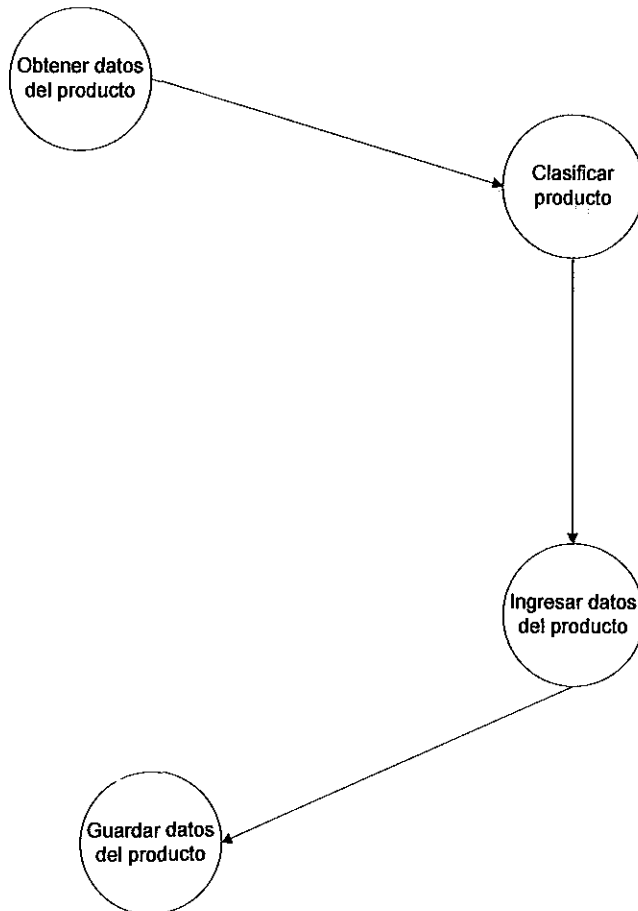 Obtener datos
del producto
Clasificar
producto
Ingresar datos
del producto
Guardar datos
del producto